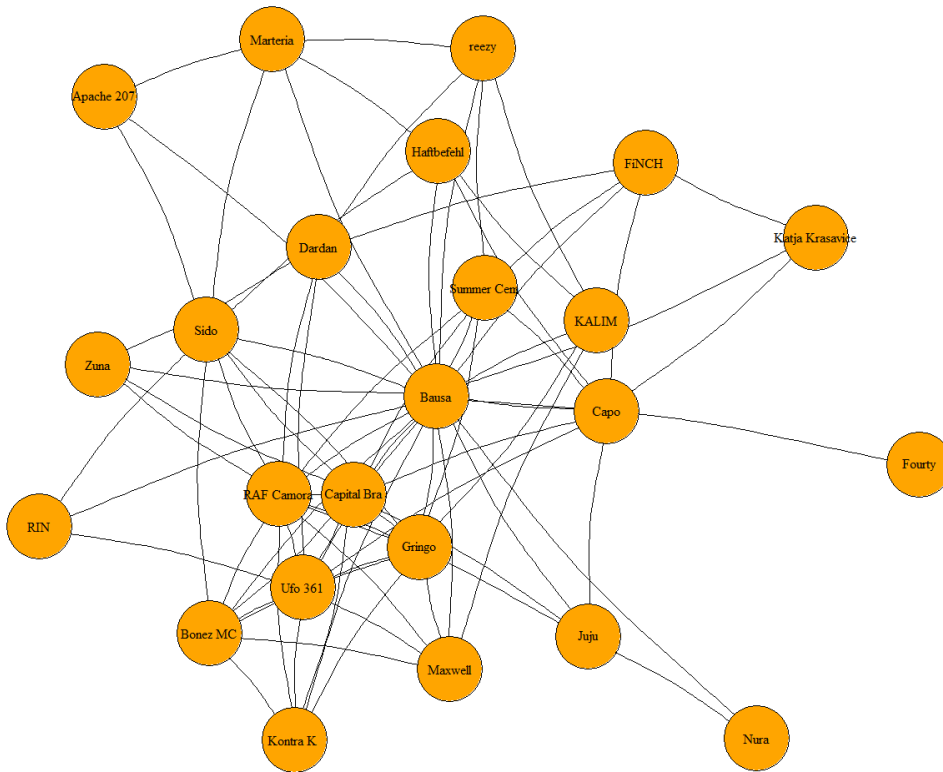 Marteria
reezy
Apache 207
Haftbefehl
FiNCH
Katja Krasavice
Dardan
Summer Cem
Sido
KALIM
Zuna
Bausa
Capo
Fourty
RAF Camora
Capital Bra
RIN
Gringo
Ufo 361
Bonez MC
Juju
Maxwell
Kontra K
Nura